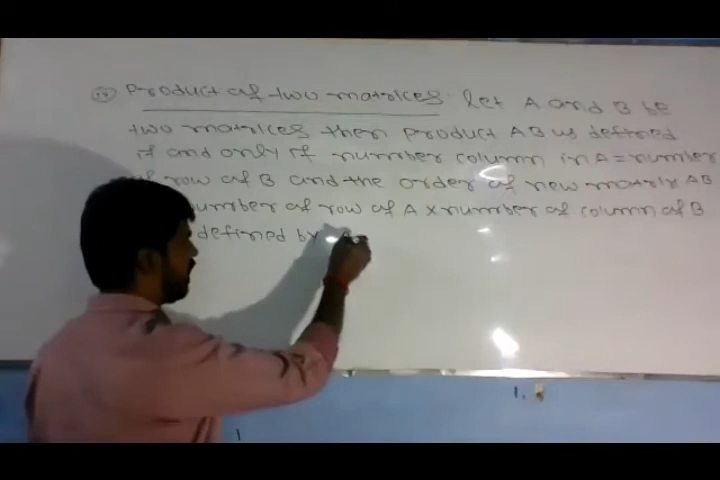 Product of two matrices: Let A and B be
two matrices then product AB is defined
if and only if number column in A = number
of row of B and the order of new matrix AB
number of row of A x number of column of B
defined by